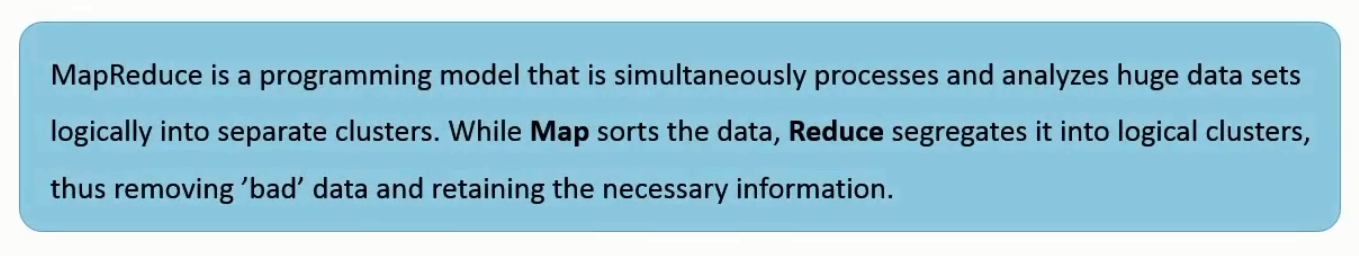 MapReduce is a programming model that is simultaneously processes and analyzes huge data sets
logically into separate clusters. While Map sorts the data, Reduce segregates it into logical clusters,
thus removing ’bad’ data and retaining the necessary information.